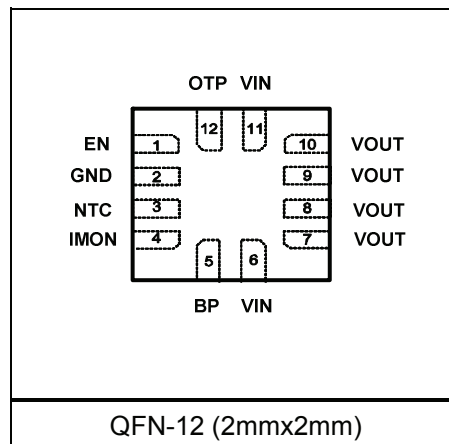 OTP VIN
12 11
EN 1 10 VOUT
GND 2 9 VOUT
NTC 3 8 VOUT
IMON 4 7 VOUT
5 6
BP VIN
QFN-12 (2mmx2mm)